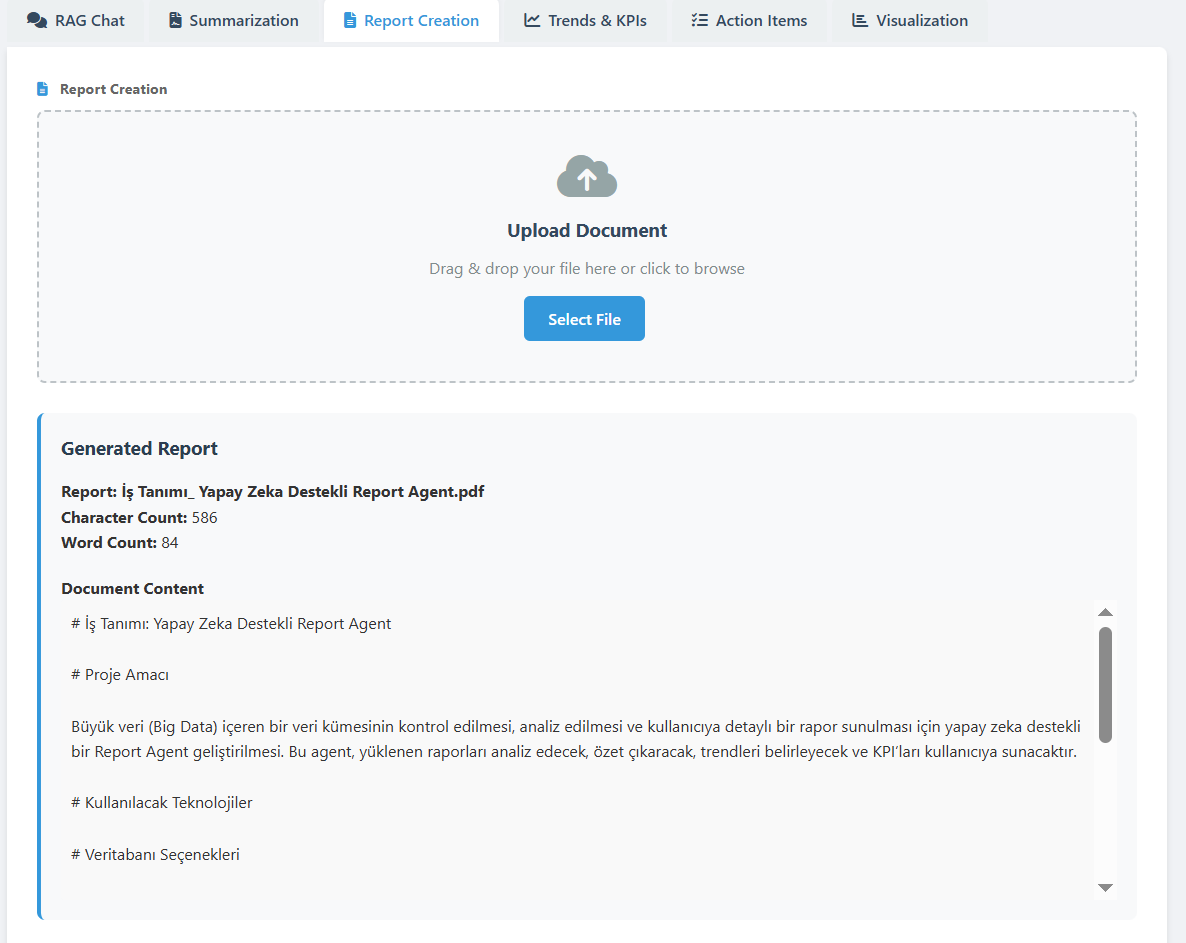 RAG Chat Summarization Report Creation Trends & KPIs Action Items Visualization
Report Creation
Upload Document
Drag & drop your file here or click to browse
Select File
Generated Report
Report: İş Tanımı_ Yapay Zeka Destekli Report Agent.pdf
Character Count: 586
Word Count: 84
Document Content
# İş Tanımı: Yapay Zeka Destekli Report Agent
# Proje Amacı
Büyük veri (Big Data) içeren bir veri kümesinin kontrol edilmesi, analiz edilmesi ve kullanıcıya detaylı bir rapor sunulması için yapay zeka destekli
bir Report Agent geliştirilmesi. Bu agent, yüklenen raporları analiz edecek, özet çıkaracak, trendleri belirleyecek ve KPI’ları kullanıcıya sunacaktır.
# Kullanılacak Teknolojiler
# Veritabanı Seçenekleri